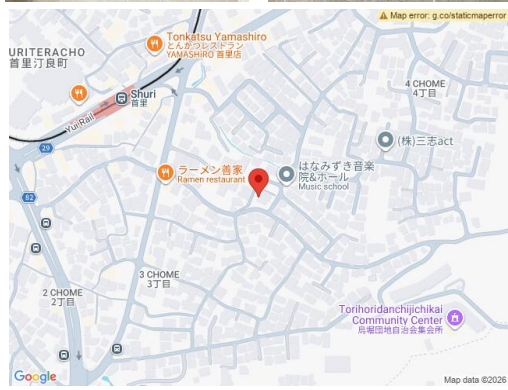 Map error: g.co/staticmaperror
Tonkatsu Yamashiro
とんかつレストラン
YAMASHiRO 首里店
URITERACHO
首里汀良町
Shuri
首里
Yui Rail
4 CHOME
4丁目
(株)三志act
29
ラーメン善家
Ramen restaurant
はなみずき音楽
院&ホール
Music school
82
3 CHOME
3丁目
2 CHOME
2丁目
Torihoridanchijichikai
Community Center
鳥堀団地自治会集会所
Google
Map data ©2026